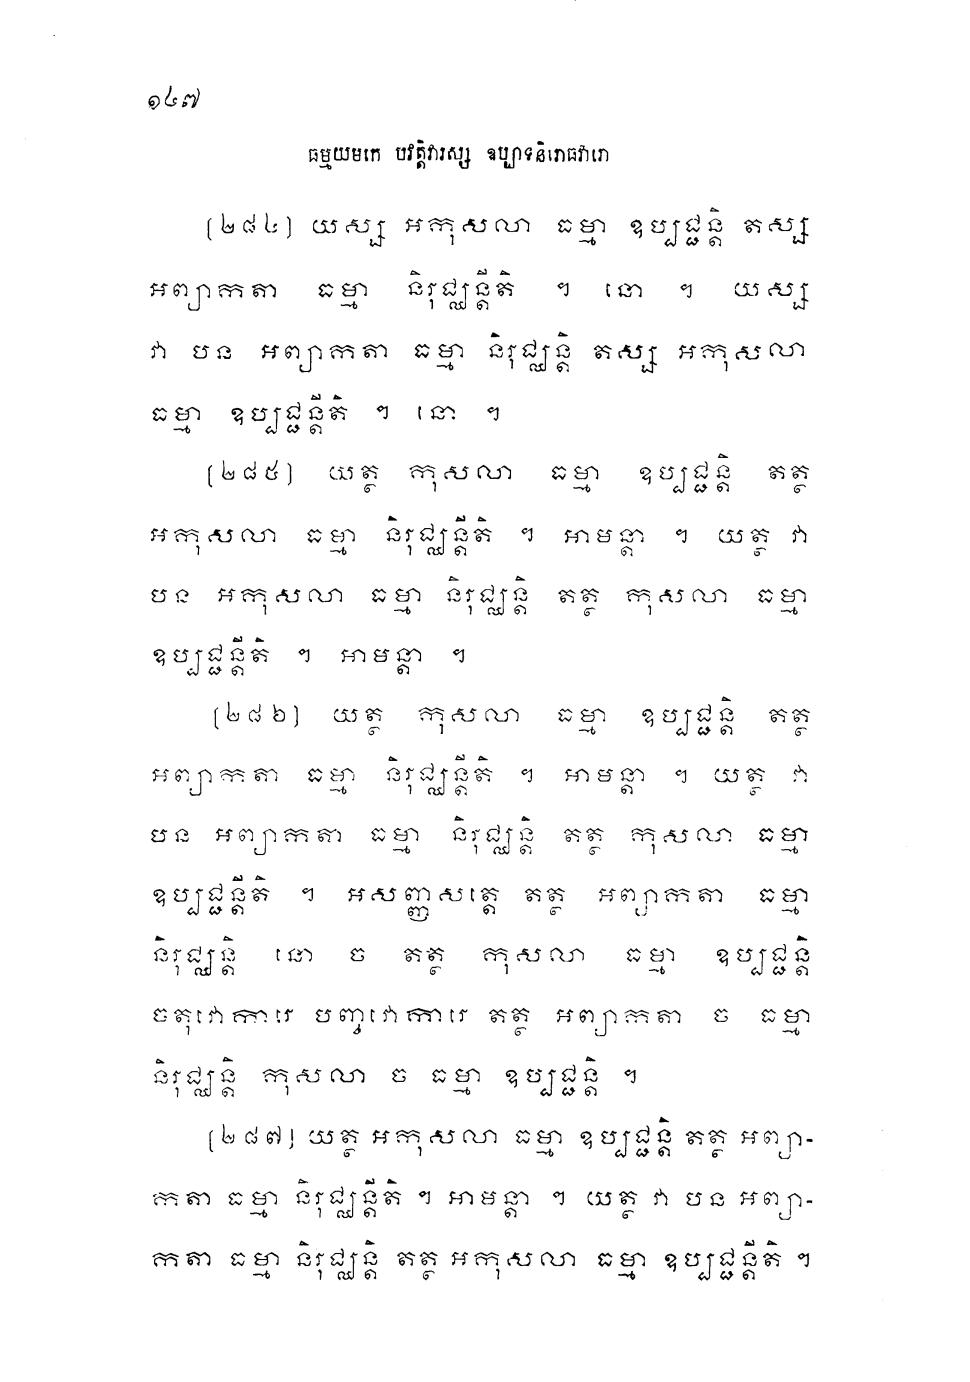 ១៤៧
ធម្មយមកេ បវត្តិវារស្ស ឧប្បាទនិរោធវារោ
[២៨៤] យស្ស អកុសលា ធម្មា ឧប្បជ្ជន្តិ តស្ស
អព្យាកតា ធម្មា និរុជ្ឈន្តីតិ ។ នោ ។ យស្ស
វា បន អព្យាកតា ធម្មា និរុជ្ឈន្តិ តស្ស អកុសលា
ធម្មា ឧប្បជ្ជន្តីតិ ។ នោ ។
[២៨៥] យត្ថ កុសលា ធម្មា ឧប្បជ្ជន្តិ តត្ថ
អកុសលា ធម្មា និរុជ្ឈន្តីតិ ។ អាមន្តា ។ យត្ថ វា
បន អកុសលា ធម្មា និរុជ្ឈន្តិ តត្ថ កុសលា ធម្មា
ឧប្បជ្ជន្តីតិ ។ អាមន្តា ។
[២៨៦] យត្ថ កុសលា ធម្មា ឧប្បជ្ជន្តិ តត្ថ
អព្យាកតា ធម្មា និរុជ្ឈន្តីតិ ។ អាមន្តា ។ យត្ថ វា
បន អព្យាកតា ធម្មា និរុជ្ឈន្តិ តត្ថ កុសលា ធម្មា
ឧប្បជ្ជន្តីតិ ។ អសញ្ញសត្តេ តត្ថ អព្យាកតា ធម្មា
និរុជ្ឈន្តិ នោ ច តត្ថ កុសលា ធម្មា ឧប្បជ្ជន្តិ
ចតុវោការេ បញ្ចវោការេ តត្ថ អព្យាកតា ច ធម្មា
និរុជ្ឈន្តិ កុសលា ច ធម្មា ឧប្បជ្ជន្តិ ។
[២៨៧] យត្ថ អកុសលា ធម្មា ឧប្បជ្ជន្តិ តត្ថ អព្យា-
កតា ធម្មា និរុជ្ឈន្តីតិ ។ អាមន្តា ។ យត្ថ វា បន អព្យា-
កតា ធម្មា និរុជ្ឈន្តិ តត្ថ អកុសលា ធម្មា ឧប្បជ្ជន្តីតិ ។